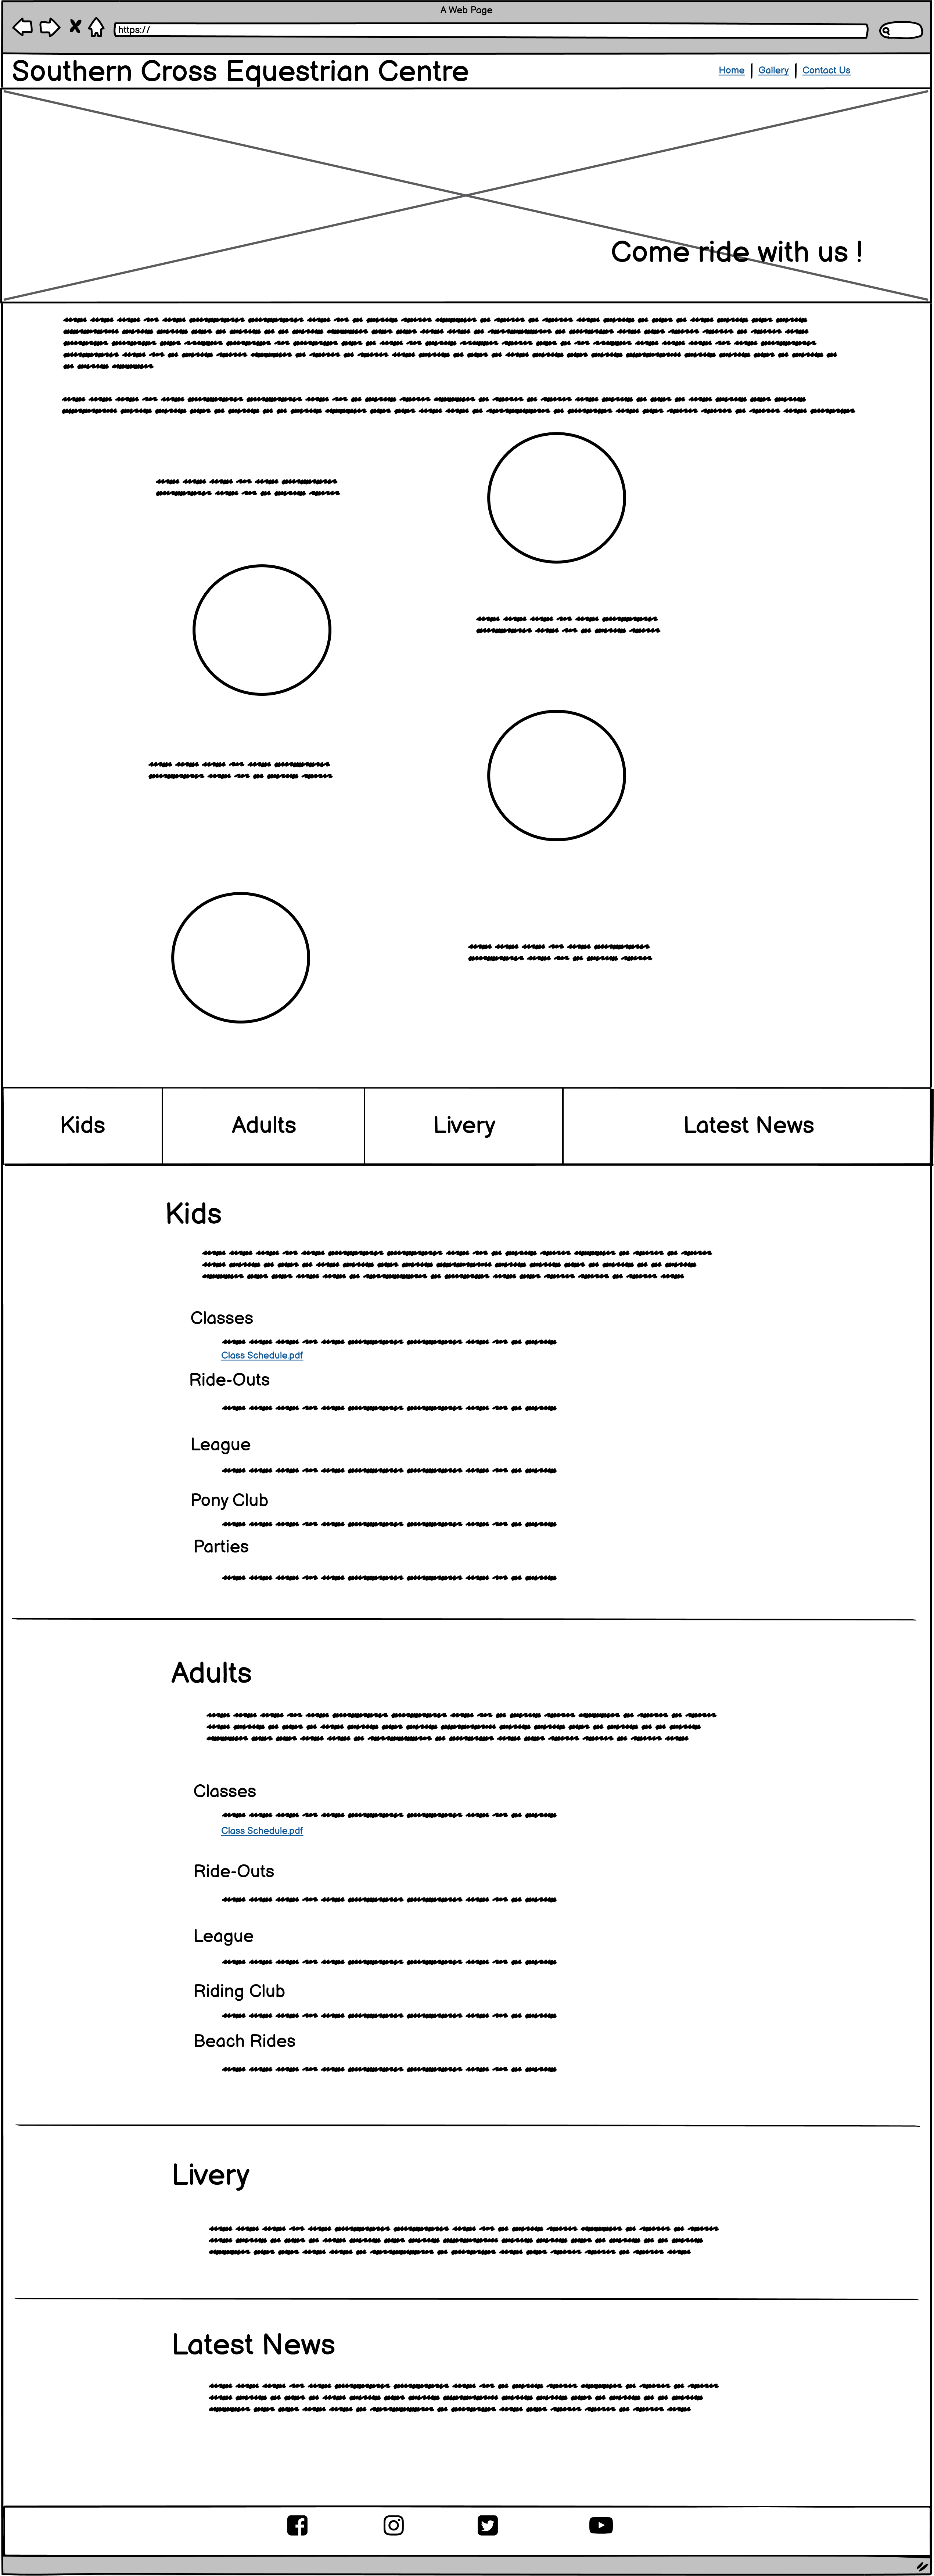 A Web Page
https://
Southern Cross Equestrian Centre
Home | Gallery | Contact Us
Come ride with us !
Kids
Adults
Livery
Latest News
Kids
Classes
Class Schedule.pdf
Ride-Outs
League
Pony Club
Parties
Adults
Classes
Class Schedule.pdf
Ride-Outs
League
Riding Club
Beach Rides
Livery
Latest News